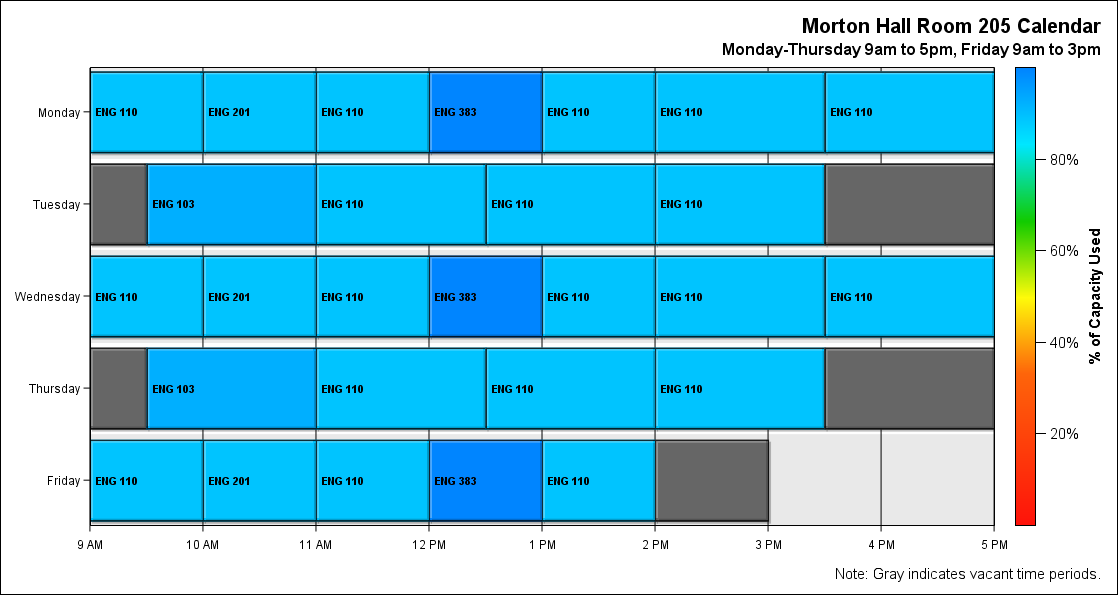 Morton Hall Room 205 Calendar
Monday-Thursday 9am to 5pm, Friday 9am to 3pm
Monday
ENG 110
ENG 201
ENG 110
ENG 383
ENG 110
ENG 110
ENG 110
Tuesday
ENG 103
ENG 110
ENG 110
ENG 110
Wednesday
ENG 110
ENG 201
ENG 110
ENG 383
ENG 110
ENG 110
ENG 110
Thursday
ENG 103
ENG 110
ENG 110
ENG 110
Friday
ENG 110
ENG 201
ENG 110
ENG 383
ENG 110
9 AM
10 AM
11 AM
12 PM
1 PM
2 PM
3 PM
4 PM
5 PM
80%
60%
40%
20%
% of Capacity Used
Note: Gray indicates vacant time periods.